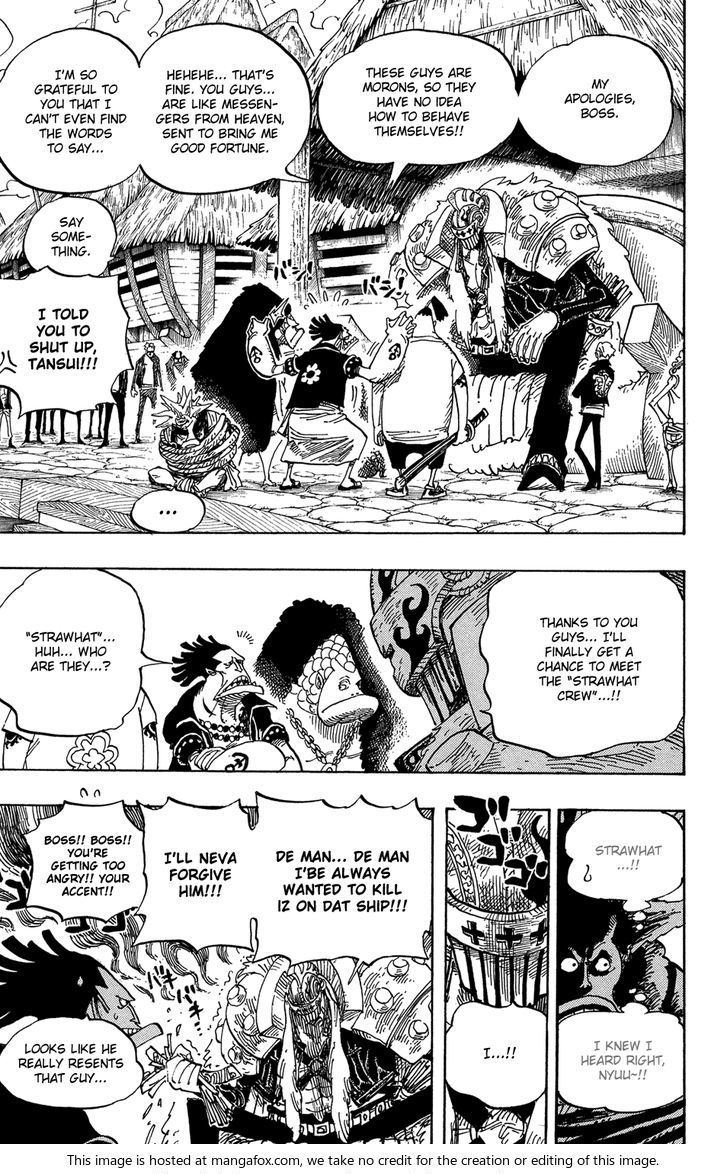 MY
APOLOGIES,
BOSS.
THESE GUYS ARE
MORONS, SO THEY
HAVE NO IDEA
HOW TO BEHAVE
THEMSELVES!!
HEHEHE... THAT'S
FINE. YOU GUYS...
ARE LIKE MESSEN-
GERS FROM HEAVEN,
SENT TO BRING ME
GOOD FORTUNE.
I'M SO
GRATEFUL TO
YOU THAT I
CAN'T EVEN FIND
THE WORDS
TO SAY...
SAY
SOME-
THING.
I TOLD
YOU TO
SHUT UP,
TANSUI!!!
...
THANKS TO YOU
GUYS... I'LL
FINALLY GET A
CHANCE TO MEET
THE "STRAWHAT
CREW"...!!
"STRAWHAT"...
HUH... WHO
ARE THEY...?
STRAWHAT
...!!
I KNEW I
HEARD RIGHT,
NYUU~!!
I...!!
DE MAN... DE MAN
I'BE ALWAYS
WANTED TO KILL
IZ ON DAT SHIP!!!
I'LL NEVA
FORGIVE
HIM!!!
BOSS!! BOSS!!
YOU'RE
GETTING TOO
ANGRY!! YOUR
ACCENT!!
LOOKS LIKE HE
REALLY RESENTS
THAT GUY...
This image is hosted at mangafox.com, we take no credit for the creation or editing of this image.